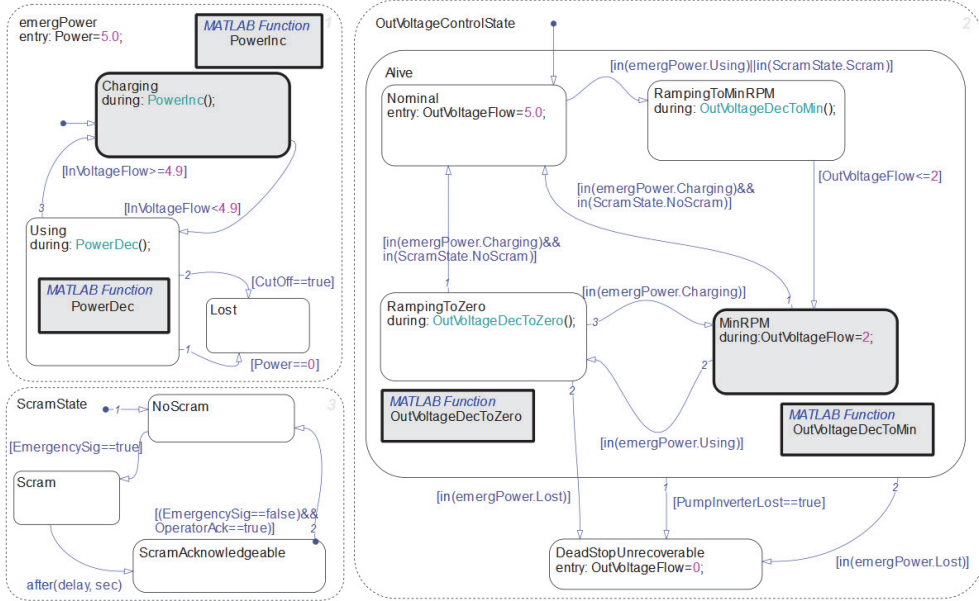 emergPower
entry: Power=5.0;
1
MATLAB Function
PowerInc
Charging
during: PowerInc();
[InVoltageFlow>=4.9]
[InVoltageFlow<4.9]
3
Using
during: PowerDec();
MATLAB Function
PowerDec
2
[CutOff==true]
Lost
1
[Power==0]
ScramState
3
1
NoScram
[EmergencySig==true]
Scram
[(EmergencySig==false)&&
OperatorAck==true)]
2
ScramAcknowledgeable
after(delay, sec)
OutVoltageControlState
2
Alive
Nominal
entry: OutVoltageFlow=5.0;
[in(emergPower.Using)||in(ScramState.Scram)]
RampingToMinRPM
during: OutVoltageDecToMin();
[OutVoltageFlow<=2]
[in(emergPower.Charging)&&
in(ScramState.NoScram)]
[in(emergPower.Charging)&&
in(ScramState.NoScram)]
1
1
RampingToZero
during: OutVoltageDecToZero();
[in(emergPower.Charging)]
3
MinRPM
during:OutVoltageFlow=2;
2
2
MATLAB Function
OutVoltageDecToZero
[in(emergPower.Using)]
MATLAB Function
OutVoltageDecToMin
[in(emergPower.Lost)]
1
[PumpInverterLost==true]
2
[in(emergPower.Lost)]
DeadStopUnrecoverable
entry: OutVoltageFlow=0;